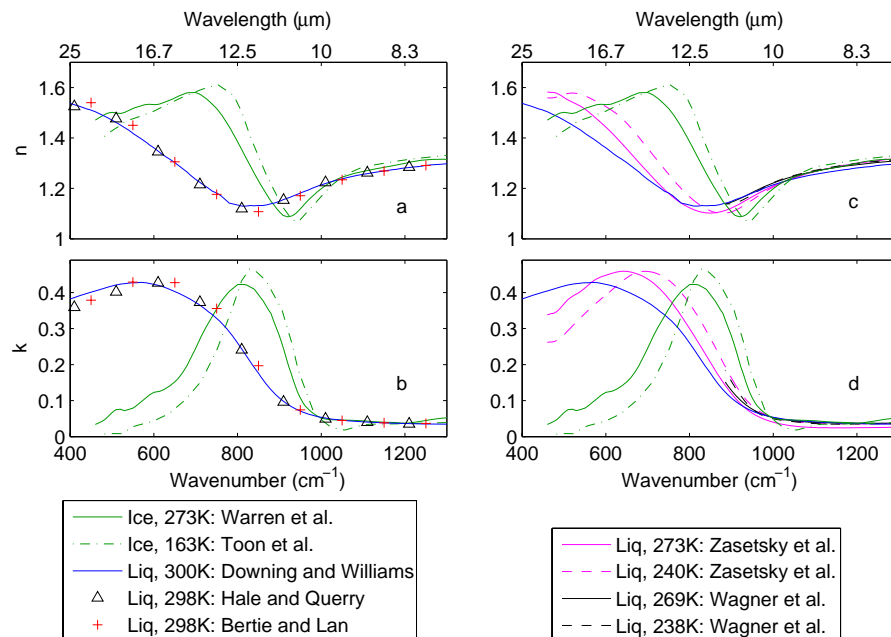 Wavelength (μm)
Wavelength (μm)
25 16.7 12.5 10 8.3
25 16.7 12.5 10 8.3
1.6
1.4
1.2
1
n
a
1.6
1.4
1.2
1
n
c
0.4
0.3
0.2
0.1
0
k
b
0.4
0.3
0.2
0.1
0
k
d
400 600 800 1000 1200
400 600 800 1000 1200
Wavenumber (cm⁻¹)
Wavenumber (cm⁻¹)
Ice, 273K: Warren et al.
Ice, 163K: Toon et al.
Liq, 300K: Downing and Williams
Liq, 298K: Hale and Querry
Liq, 298K: Bertie and Lan
Liq, 273K: Zasetsky et al.
Liq, 240K: Zasetsky et al.
Liq, 269K: Wagner et al.
Liq, 238K: Wagner et al.